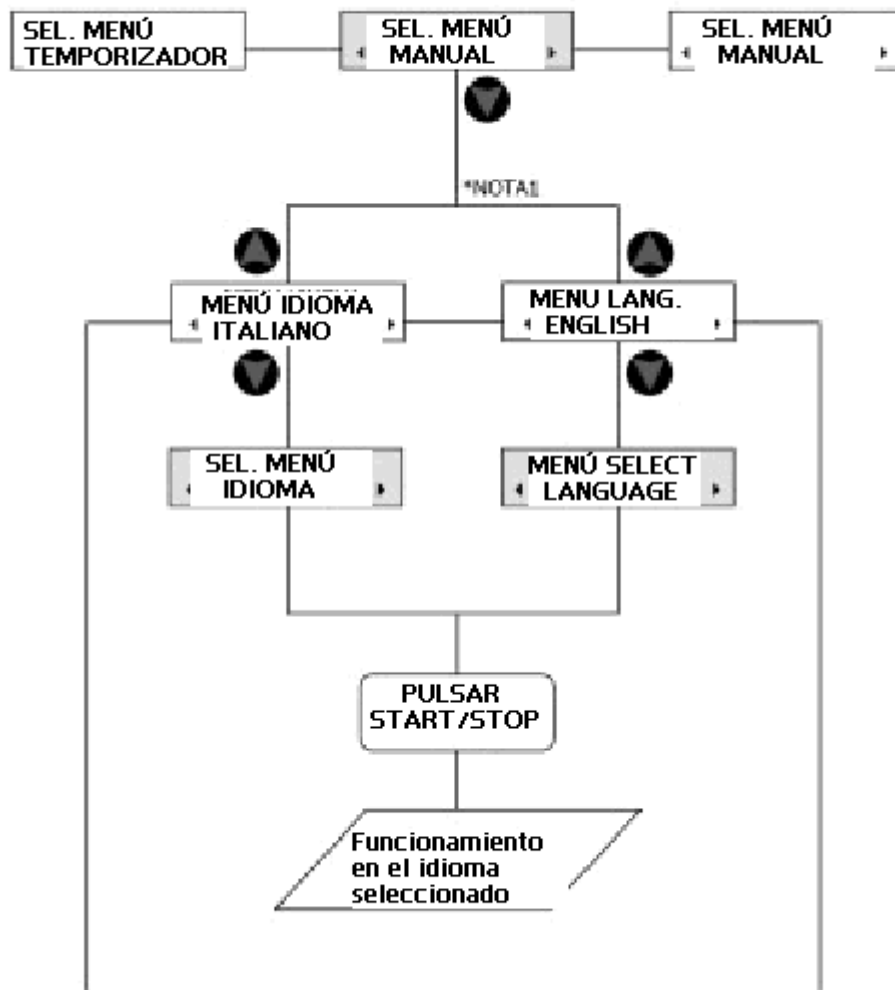 SEL. MENÚ
TEMPORIZADOR
SEL. MENÚ
MANUAL
SEL. MENÚ
MANUAL
*NOTA1
MENÚ IDIOMA
ITALIANO
MENU LANG.
ENGLISH
SEL. MENÚ
IDIOMA
MENÚ SELECT
LANGUAGE
PULSAR
START/STOP
Funcionamiento
en el idioma
seleccionado